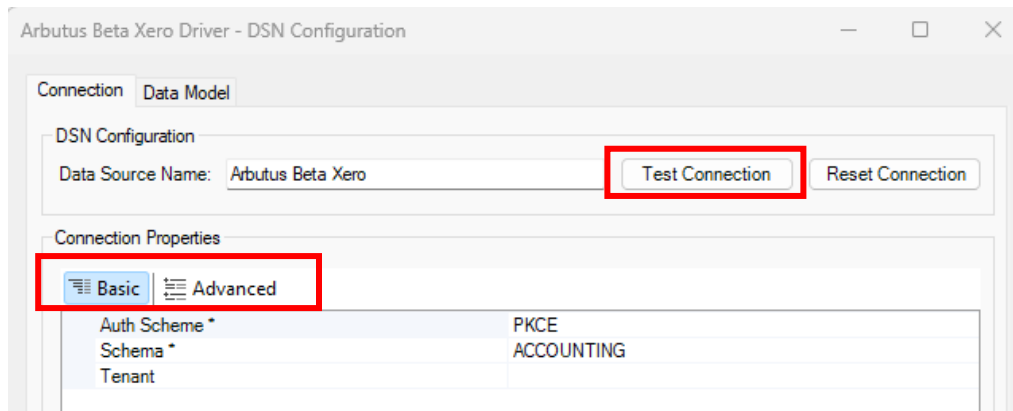 Arbutus Beta Xero Driver - DSN Configuration
Connection Data Model
DSN Configuration
Data Source Name: Arbutus Beta Xero Test Connection Reset Connection
Connection Properties
Basic Advanced
Auth Scheme * PKCE
Schema * ACCOUNTING
Tenant